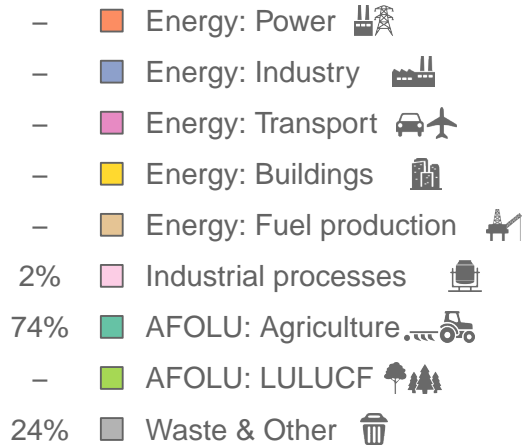 – Energy: Power
– Energy: Industry
– Energy: Transport
– Energy: Buildings
– Energy: Fuel production
2% Industrial processes
74% AFOLU: Agriculture
– AFOLU: LULUCF
24% Waste & Other